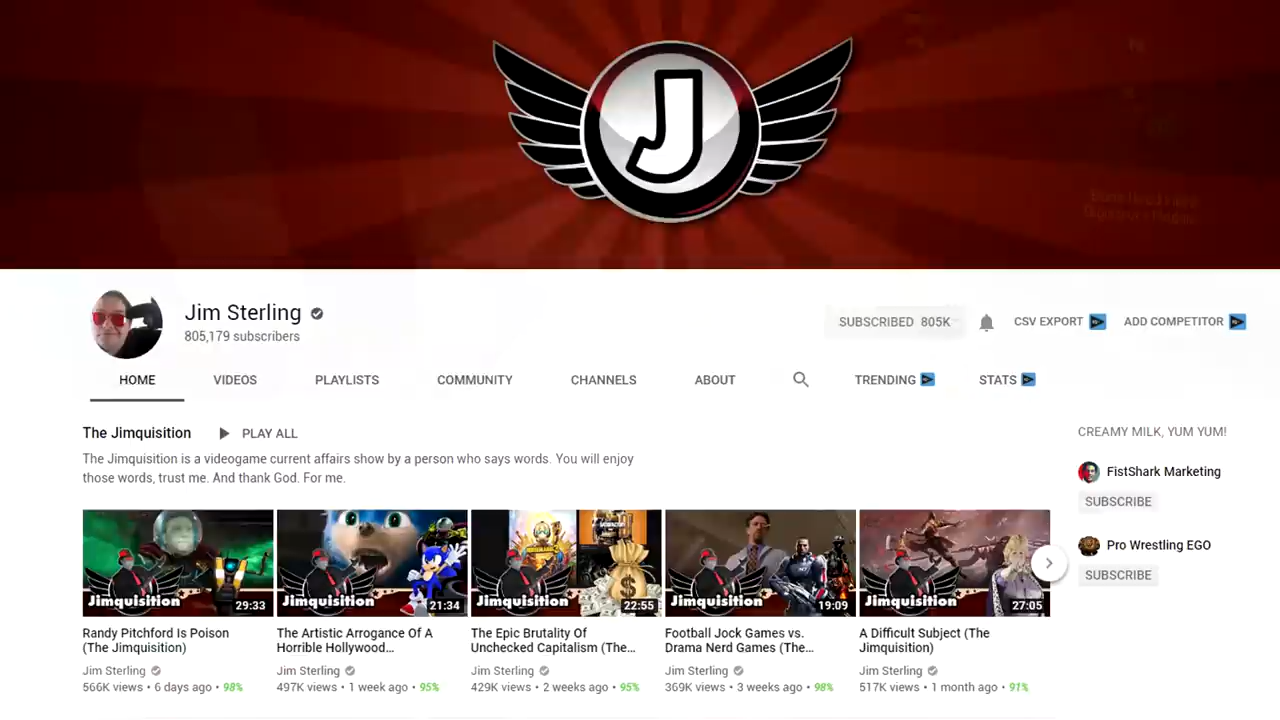 J
Jim Sterling
805,179 subscribers
SUBSCRIBED 805K
CSV EXPORT
ADD COMPETITOR
HOME
VIDEOS
PLAYLISTS
COMMUNITY
CHANNELS
ABOUT
TRENDING
STATS
The Jimquisition
PLAY ALL
The Jimquisition is a videogame current affairs show by a person who says words. You will enjoy
those words, trust me. And thank God. For me.
CREAMY MILK, YUM YUM!
FistShark Marketing
SUBSCRIBE
Pro Wrestling EGO
SUBSCRIBE
Jimquisition
29:33
Jimquisition
21:34
Jimquisition
22:55
Jimquisition
19:09
Jimquisition
27:05
Randy Pitchford Is Poison
(The Jimquisition)
Jim Sterling
566K views • 6 days ago • 98%
The Artistic Arrogance Of A
Horrible Hollywood...
Jim Sterling
497K views • 1 week ago • 95%
The Epic Brutality Of
Unchecked Capitalism (The...
Jim Sterling
429K views • 2 weeks ago • 95%
Football Jock Games vs.
Drama Nerd Games (The...
Jim Sterling
369K views • 3 weeks ago • 98%
A Difficult Subject (The
Jimquisition)
Jim Sterling
517K views • 1 month ago • 91%